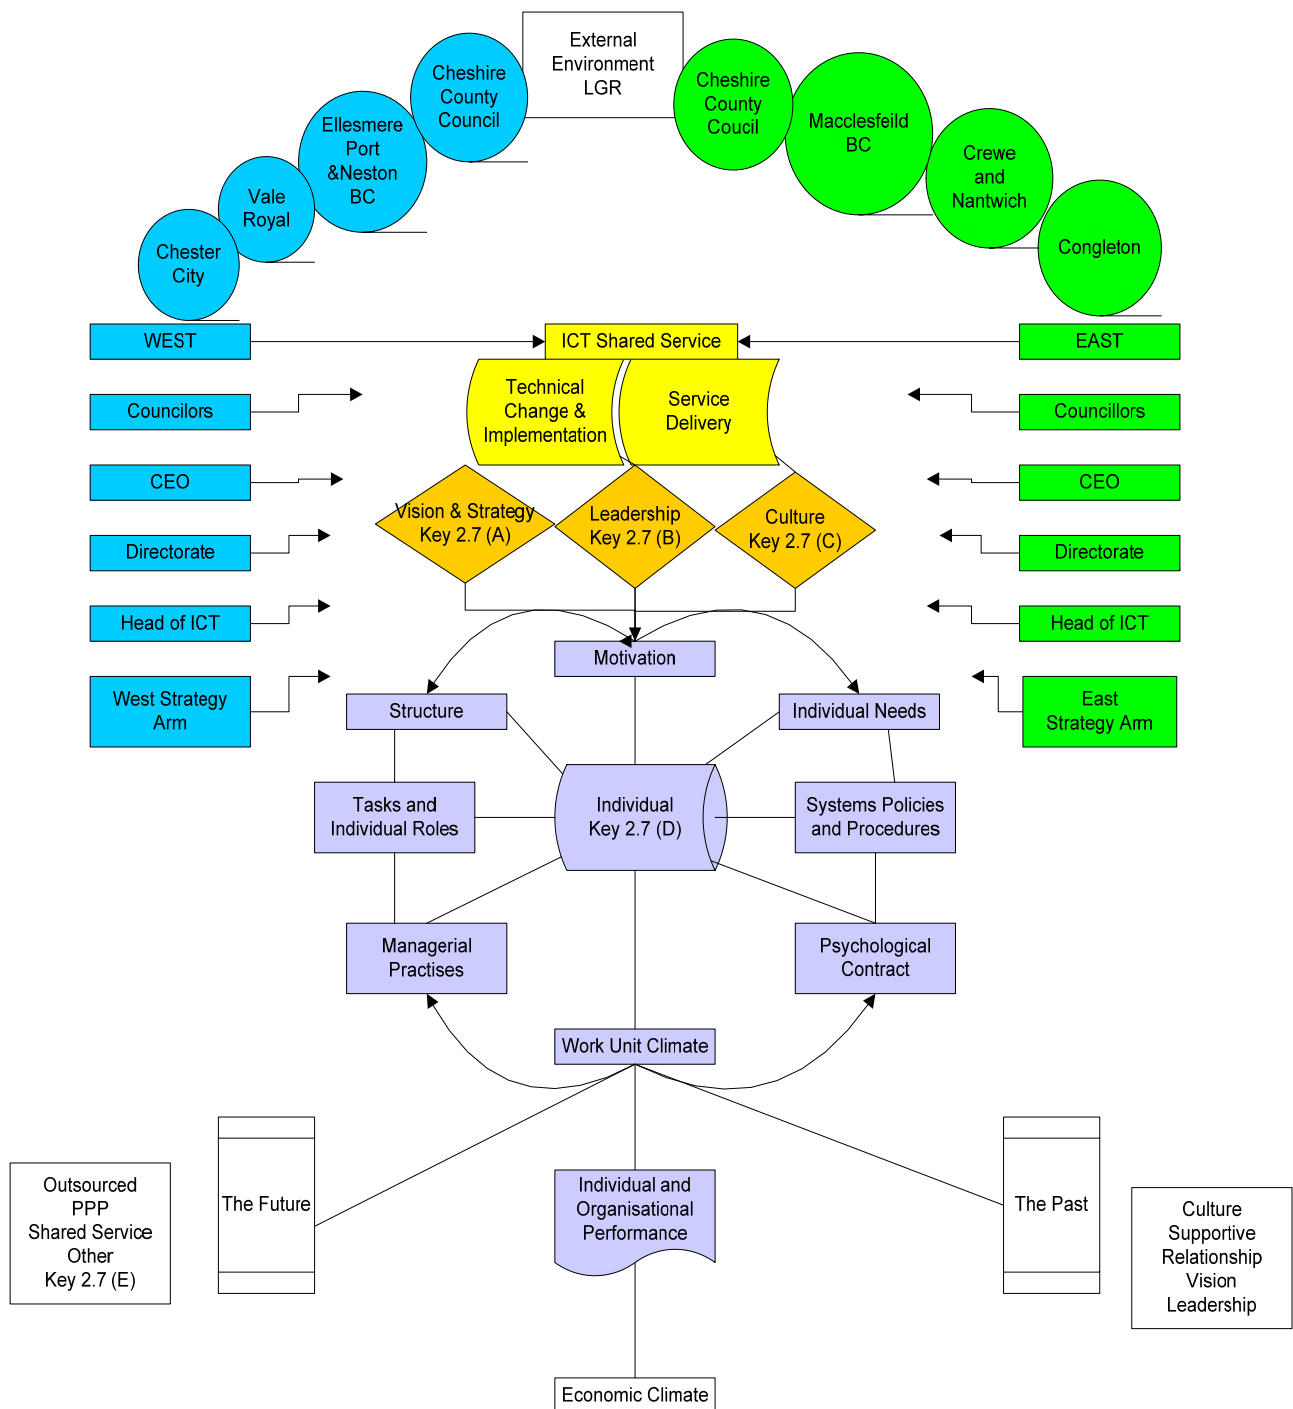 External
Environment
LGR
Cheshire
County
Council
Cheshire
County
Coucil
Ellesmere
Port
&Neston
BC
Macclesfeild
BC
Vale
Royal
Crewe
and
Nantwich
Chester
City
Congleton
WEST
ICT Shared Service
EAST
Technical
Change &
Implementation
Service
Delivery
Councilors
Councillors
CEO
CEO
Vision & Strategy
Key 2.7 (A)
Leadership
Key 2.7 (B)
Culture
Key 2.7 (C)
Directorate
Directorate
Head of ICT
Head of ICT
Motivation
West Strategy
Arm
Structure
Individual Needs
East
Strategy Arm
Tasks and
Individual Roles
Individual
Key 2.7 (D)
Systems Policies
and Procedures
Managerial
Practises
Psychological
Contract
Work Unit Climate
Outsourced
PPP
Shared Service
Other
Key 2.7 (E)
The Future
Individual and
Organisational
Performance
The Past
Culture
Supportive
Relationship
Vision
Leadership
Economic Climate